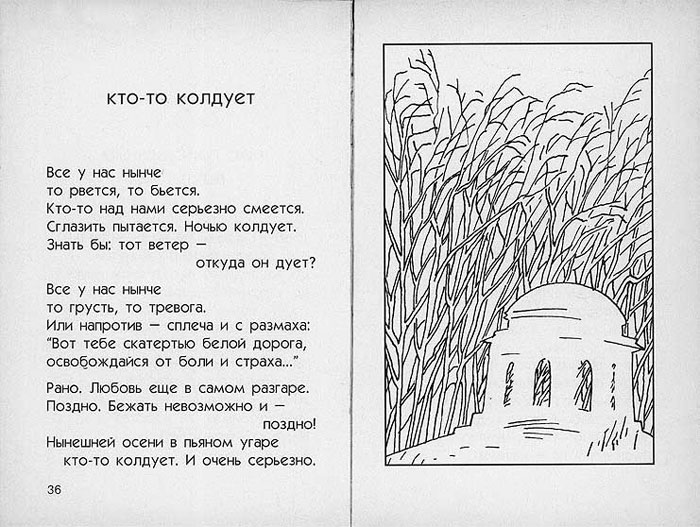 кто-то колдует
Все у нас нынче
то рвется, то бьется.
Кто-то над нами серьезно смеется.
Сглазить пытается. Ночью колдует.
Знать бы: тот ветер –
откуда он дует?
Все у нас нынче
то грусть, то тревога.
Или напротив – сплеча и с размаха:
"Вот тебе скатертью белой дорога,
освобождайся от боли и страха..."
Рано. Любовь еще в самом разгаре.
Поздно. Бежать невозможно и –
поздно!
Нынешней осени в пьяном угаре
кто-то колдует. И очень серьезно.
36